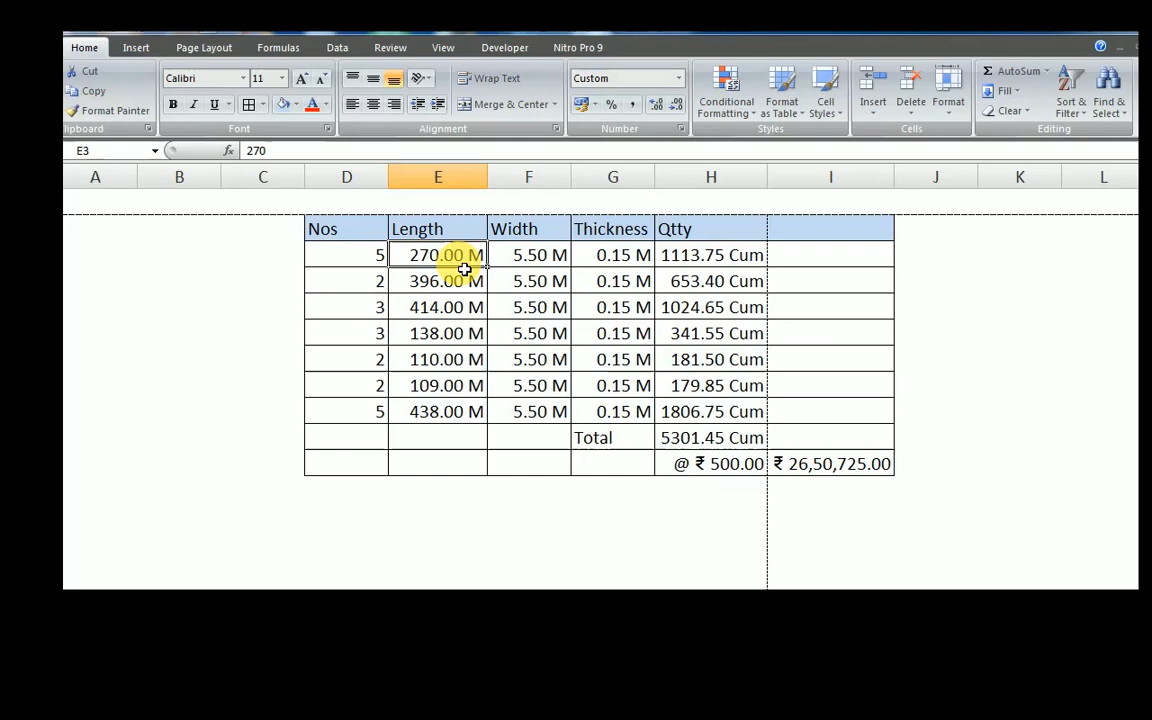 Home Insert Page Layout Formulas Data Review View Developer Nitro Pro 9
Cut
Copy
Format Painter
lipboard
Calibri 11
B I U
Font
Wrap Text
Merge & Center
Alignment
Custom
% ,
Number
Conditional Formatting
Format as Table
Cell Styles
Styles
Insert Delete Format
Cells
Σ AutoSum
Fill
Clear
Sort & Filter
Find & Select
Editing
E3 fx 270
A B C D E F G H I J K L
Nos Length Width Thickness Qtty
5 270.00 M 5.50 M 0.15 M 1113.75 Cum
2 396.00 M 5.50 M 0.15 M 653.40 Cum
3 414.00 M 5.50 M 0.15 M 1024.65 Cum
3 138.00 M 5.50 M 0.15 M 341.55 Cum
2 110.00 M 5.50 M 0.15 M 181.50 Cum
2 109.00 M 5.50 M 0.15 M 179.85 Cum
5 438.00 M 5.50 M 0.15 M 1806.75 Cum
Total 5301.45 Cum
@ ₹ 500.00 ₹ 26,50,725.00